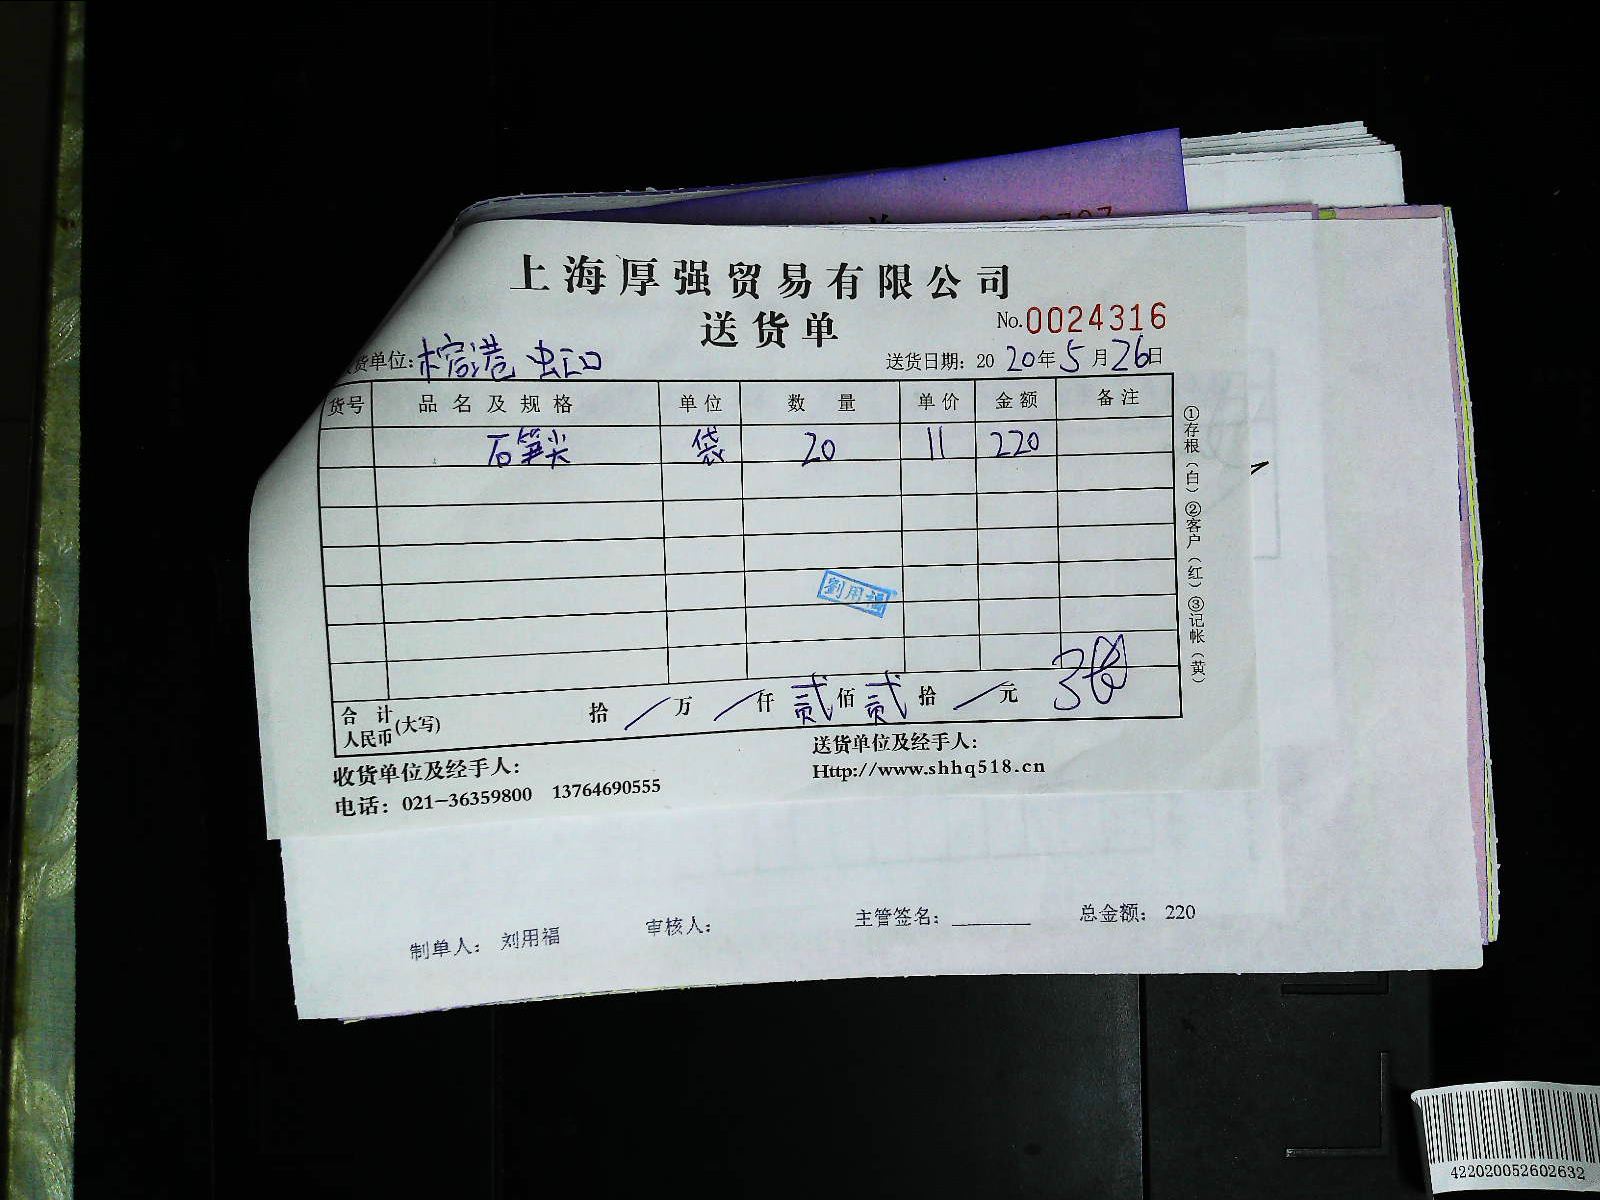 上海厚强贸易有限公司
送货单
No.0024316
货单位: 榕港 虹口
送货日期: 2020年5月26日
货号 品名及规格 单位 数量 单价 金额 备注
石笋尖 袋 20 11 220
劉用福
合计人民币(大写) 拾 / 万 / 仟 贰 佰 贰 拾 / 元
收货单位及经手人:
送货单位及经手人:
电话: 021-36359800 13764690555
Http://www.shhq518.cn
①存根(白) ②客户(红) ③记帐(黄)
制单人: 刘用福 审核人: 主管签名: 总金额: 220
422020052602632